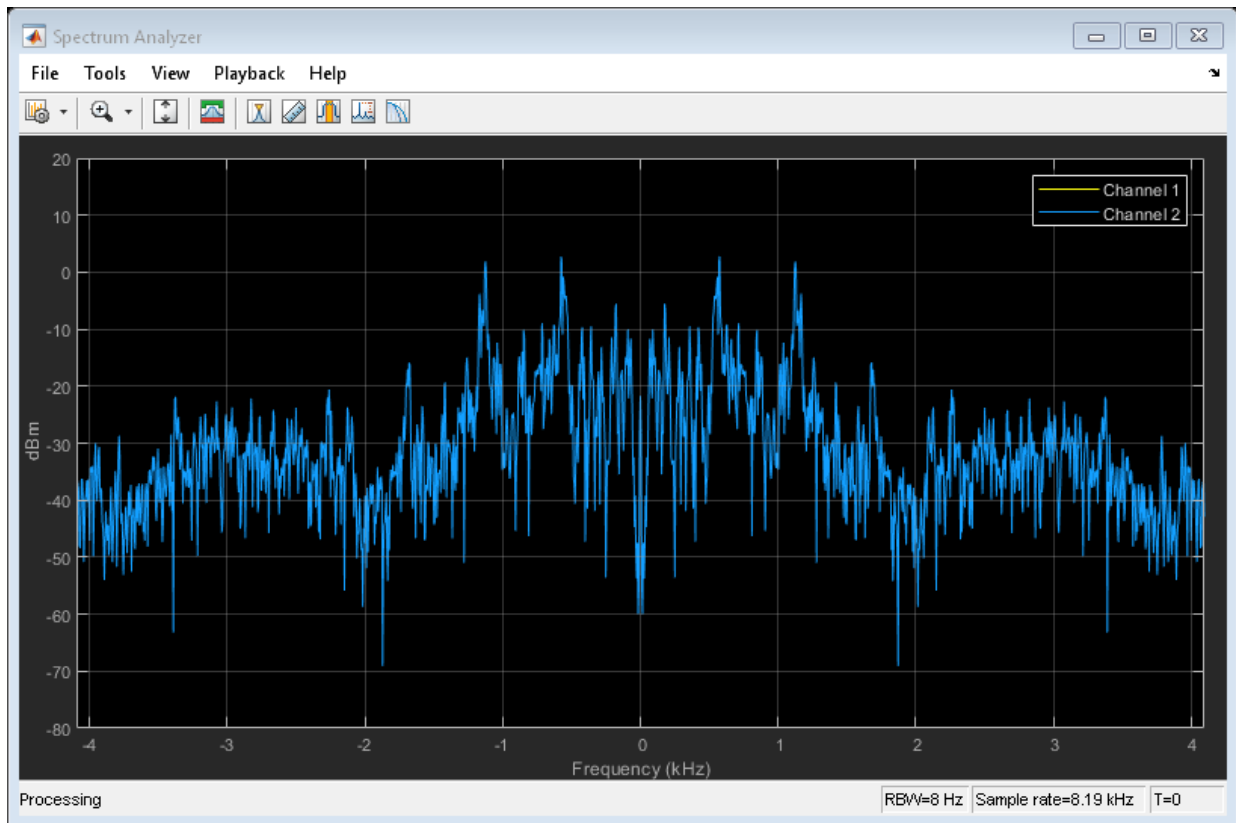 Spectrum Analyzer
File Tools View Playback Help
Channel 1
Channel 2
20
10
0
-10
-20
-30
-40
-50
-60
-70
-80
dBm
-4 -3 -2 -1 0 1 2 3 4
Frequency (kHz)
Processing RBW=8 Hz Sample rate=8.19 kHz T=0